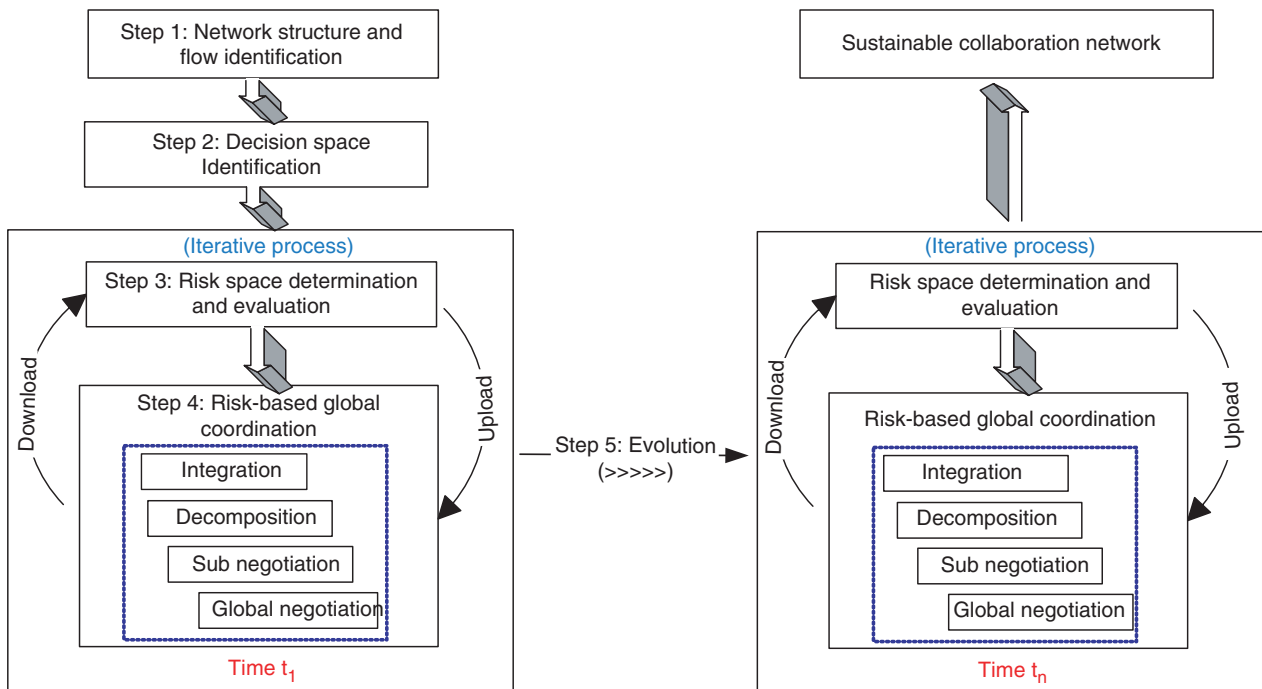 Step 1: Network structure and
flow identification
Step 2: Decision space
Identification
(Iterative process)
Step 3: Risk space determination
and evaluation
Download
Upload
Step 4: Risk-based global
coordination
Integration
Decomposition
Sub negotiation
Global negotiation
Time t1
Step 5: Evolution
(>>>>>)
Sustainable collaboration network
(Iterative process)
Risk space determination and
evaluation
Download
Upload
Risk-based global coordination
Integration
Decomposition
Sub negotiation
Global negotiation
Time tn